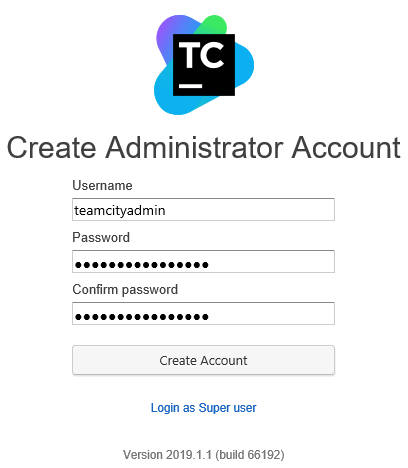 TC
Create Administrator Account
Username
teamcityadmin
Password
●●●●●●●●●●●●●●●●
Confirm password
●●●●●●●●●●●●●●●●
Create Account
Login as Super user
Version 2019.1.1 (build 66192)